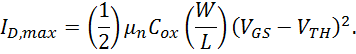 I_{D,max} = (1/2) μ_n C_{ox} (W/L) (V_{GS} − V_{TH})^2.